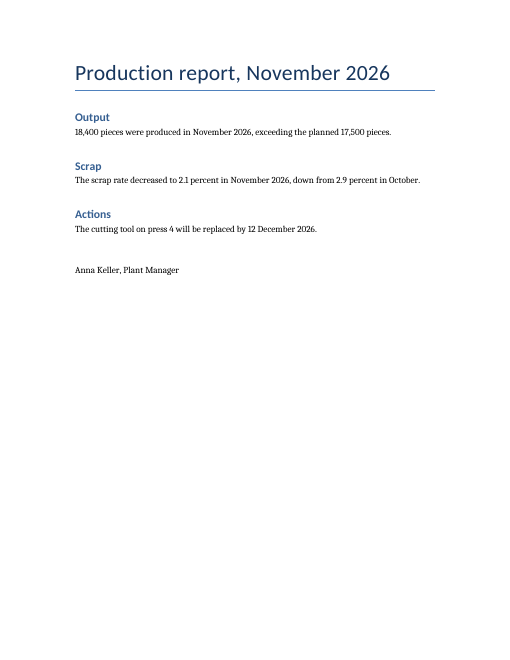 Production report, November 2026
Output
18,400 pieces were produced in November 2026, exceeding the planned 17,500 pieces.
Scrap
The scrap rate decreased to 2.1 percent in November 2026, down from 2.9 percent in October.
Actions
The cutting tool on press 4 will be replaced by 12 December 2026.
Anna Keller, Plant Manager